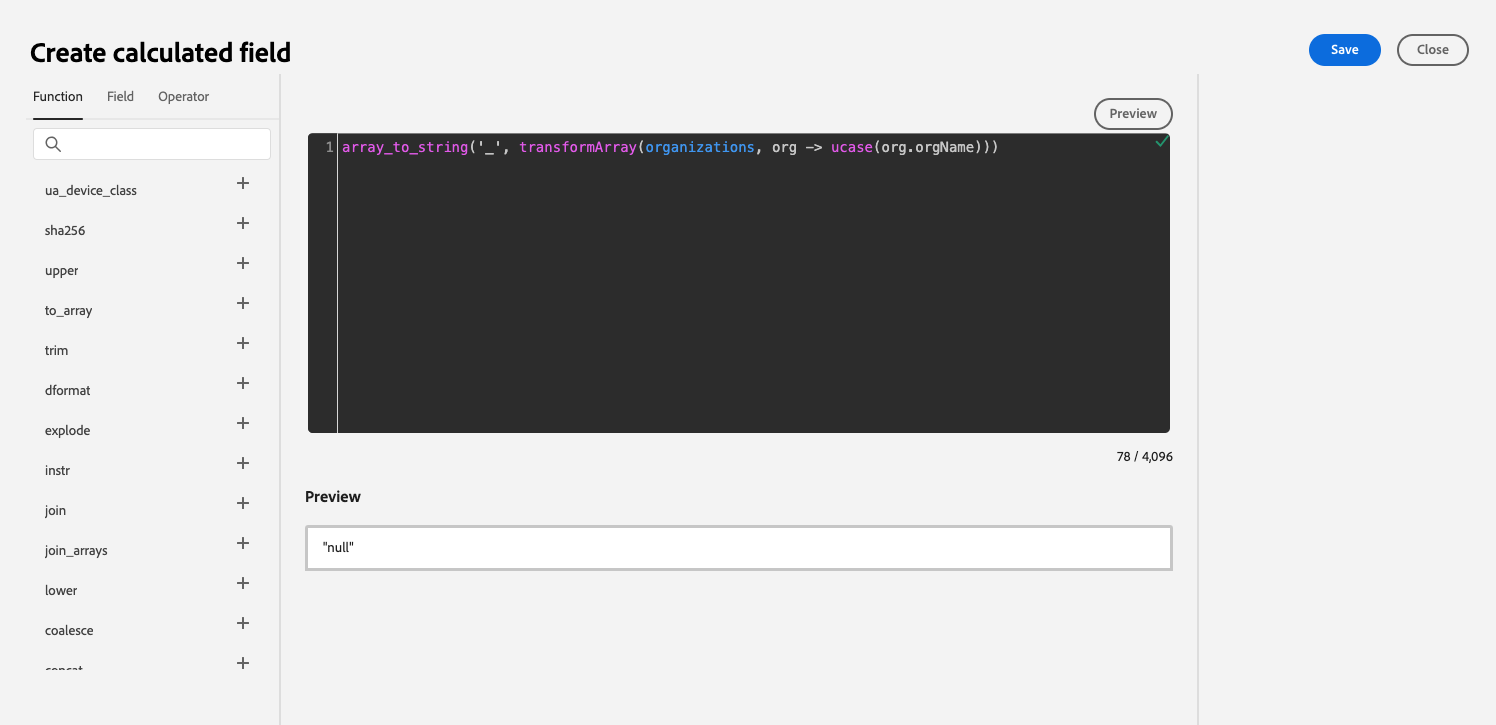 Create calculated field
Save
Close
Function
Field
Operator
ua_device_class
sha256
upper
to_array
trim
dformat
explode
instr
join
join_arrays
lower
coalesce
concat
Preview
1 array_to_string('_', transformArray(organizations, org -> ucase(org.orgName)))
78 / 4,096
Preview
"null"